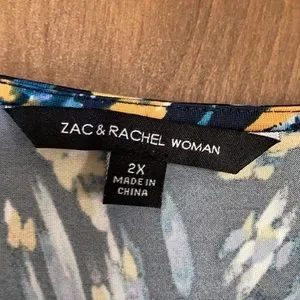 ZAC & RACHEL WOMAN
2X
MADE IN
CHINA